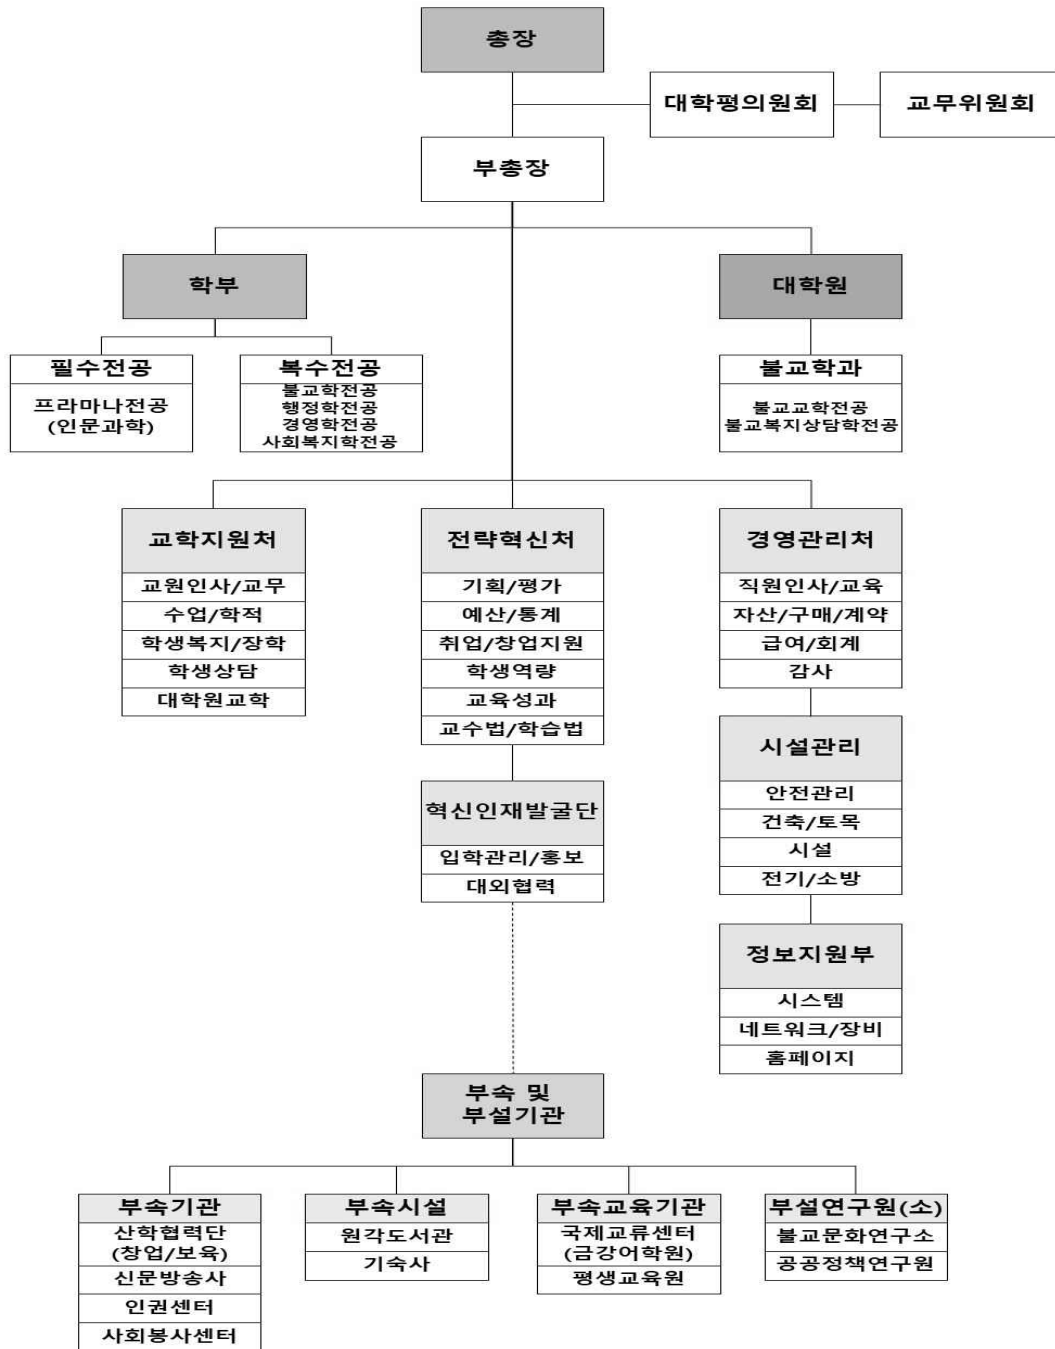 총장
대학평의원회
교무위원회
부총장
학부
대학원
필수전공
프라마나전공
(인문과학)
복수전공
불교학전공
행정학전공
경영학전공
사회복지학전공
불교학과
불교교학전공
불교복지상담학전공
교학지원처
교원인사/교무
수업/학적
학생복지/장학
학생상담
대학원교학
전략혁신처
기획/평가
예산/통계
취업/창업지원
학생역량
교육성과
교수법/학습법
혁신인재발굴단
입학관리/홍보
대외협력
경영관리처
직원인사/교육
자산/구매/계약
급여/회계
감사
시설관리
안전관리
건축/토목
시설
전기/소방
정보지원부
시스템
네트워크/장비
홈페이지
부속 및
부설기관
부속기관
산학협력단
(창업/보육)
신문방송사
인권센터
사회봉사센터
부속시설
원각도서관
기숙사
부속교육기관
국제교류센터
(금강어학원)
평생교육원
부설연구원(소)
불교문화연구소
공공정책연구원